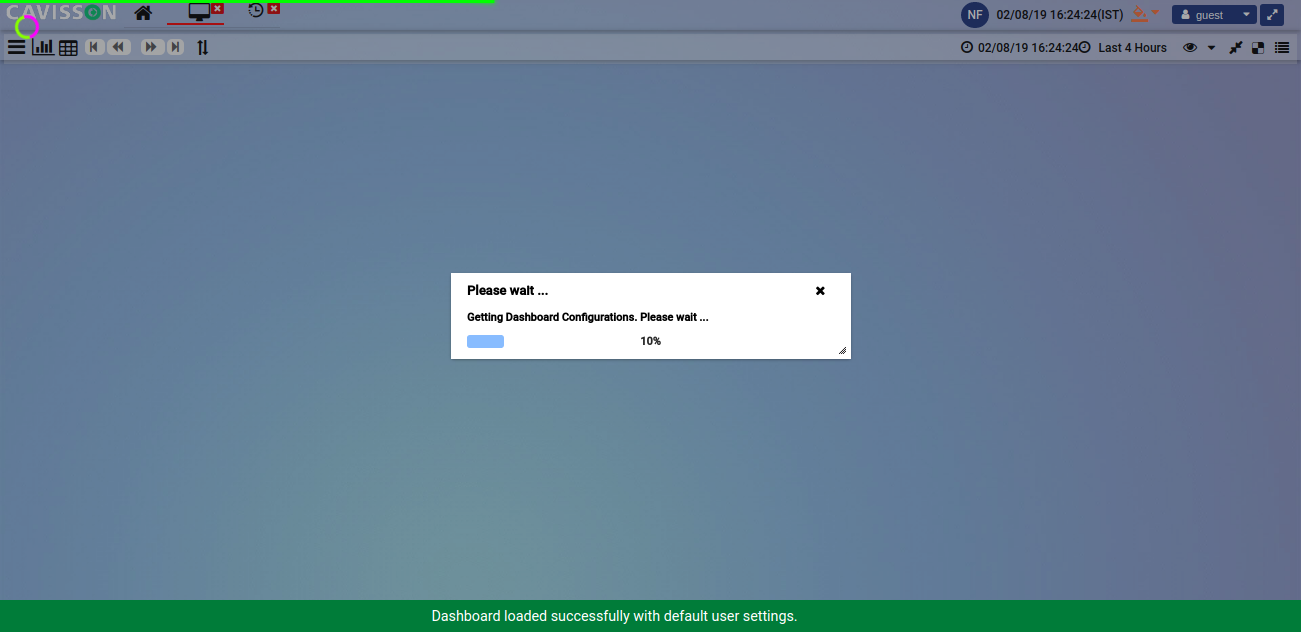 CAVISSON
NF 02/08/19 16:24:24(IST) guest
02/08/19 16:24:24 Last 4 Hours
Please wait ...
Getting Dashboard Configurations. Please wait ...
10%
Dashboard loaded successfully with default user settings.